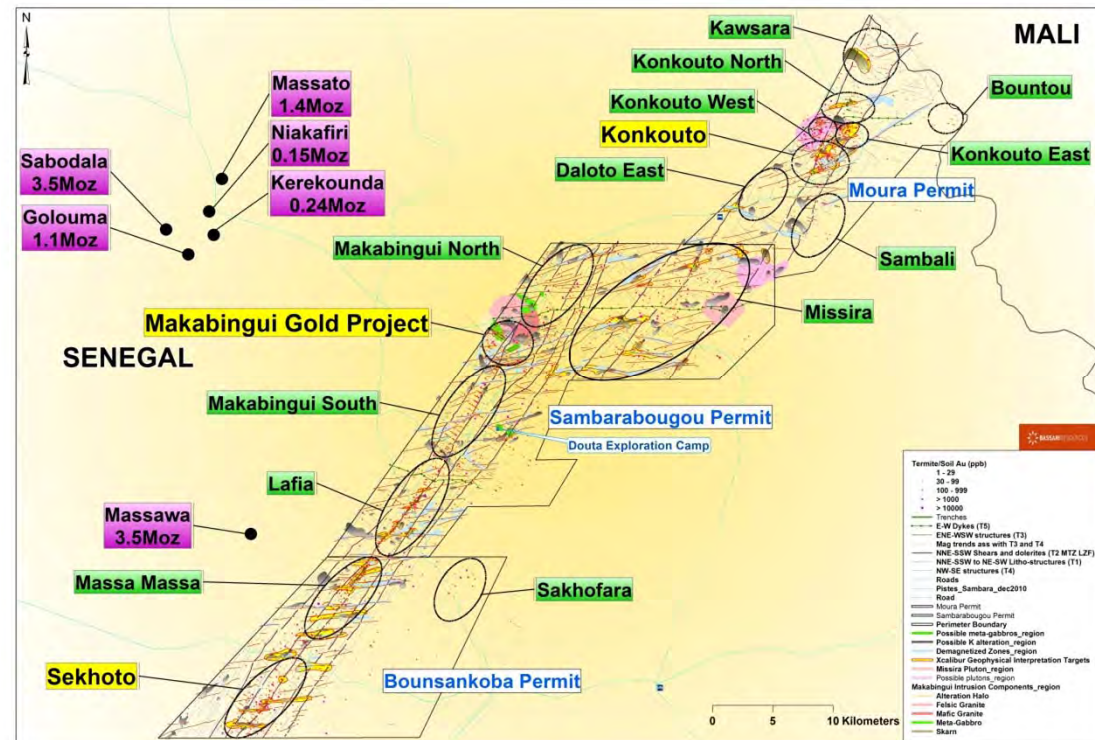 N
MALI
Kawsara
Konkouto North
Konkouto West
Bountou
Konkouto
Konkouto East
Daloto East
Moura Permit
Sambali
Massato
1.4Moz
Niakafiri
0.15Moz
Sabodala
3.5Moz
Kerekounda
0.24Moz
Golouma
1.1Moz
Makabingui North
Missira
Makabingui Gold Project
SENEGAL
Makabingui South
Sambarabougou Permit
Douta Exploration Camp
Lafia
Massawa
3.5Moz
Massa Massa
Sakhofara
Sekhoto
Bounsankoba Permit
0 5 10 Kilometers
BASSARI RESOURCES
Termite/Soil Au (ppb)
1 - 29
30 - 99
100 - 999
> 1000
> 10000
Trenches
E-W Dykes (T5)
ENE-WSW structures (T3)
Mag trends ass with T3 and T4
NNE-SSW Shears and dolerites (T2 MTZ LZF)
NNE-SSW to NE-SW Litho-structures (T1)
NW-SE structures (T4)
Roads
Pistes_Sambara_dec2010
Road
Moura Permit
Sambarabougou Permit
Perimeter Boundary
Possible meta-gabbros_region
Possible K alteration_region
Demagnetized Zones_region
Xcalibur Geophysical Interpretation Targets
Missira Pluton_region
Possible plutons_region
Makabingui Intrusion Components_region
Alteration Halo
Felsic Granite
Mafic Granite
Meta-Gabbro
Skarn